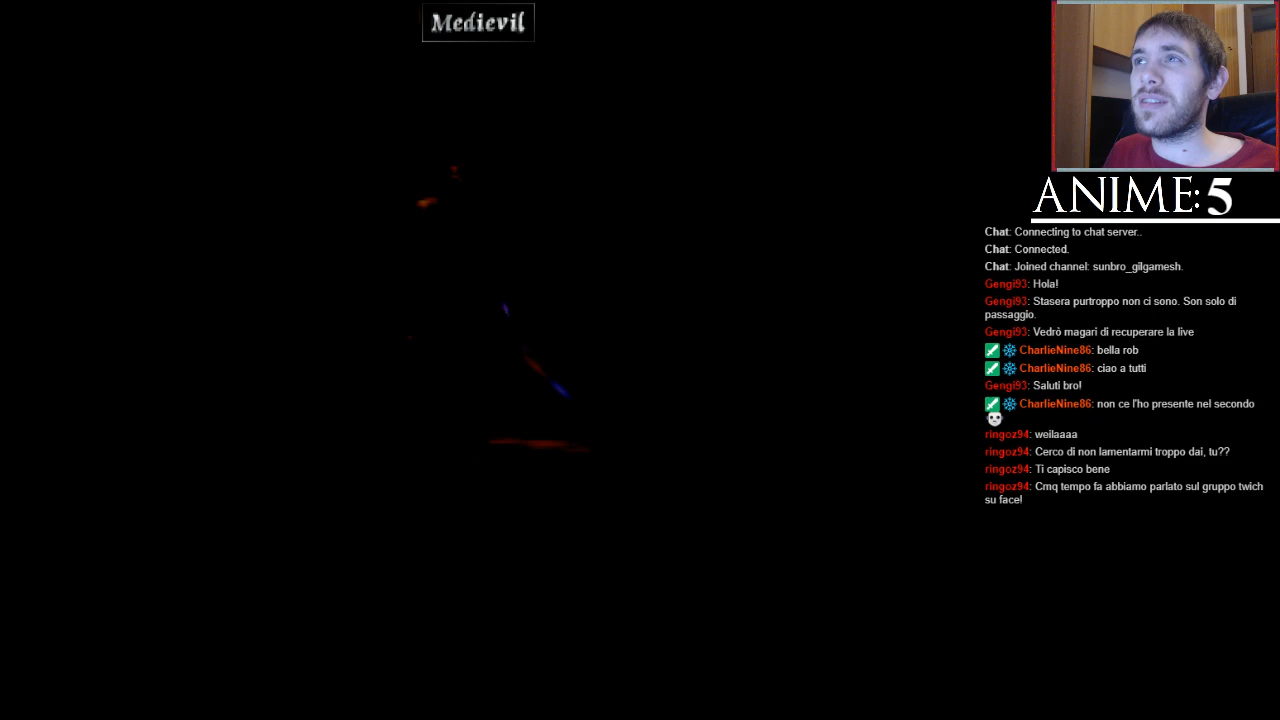 Medievil
ANIME: 5
Chat: Connecting to chat server..
Chat: Connected.
Chat: Joined channel: sunbro_gilgamesh.
Gengi93: Hola!
Gengi93: Stasera purtroppo non ci sono. Son solo di
passaggio.
Gengi93: Vedrò magari di recuperare la live
CharlieNine86: bella rob
CharlieNine86: ciao a tutti
Gengi93: Saluti bro!
CharlieNine86: non ce l'ho presente nel secondo
ringoz94: weilaaaa
ringoz94: Cerco di non lamentarmi troppo dai, tu??
ringoz94: Ti capisco bene
ringoz94: Cmq tempo fa abbiamo parlato sul gruppo twich
su face!